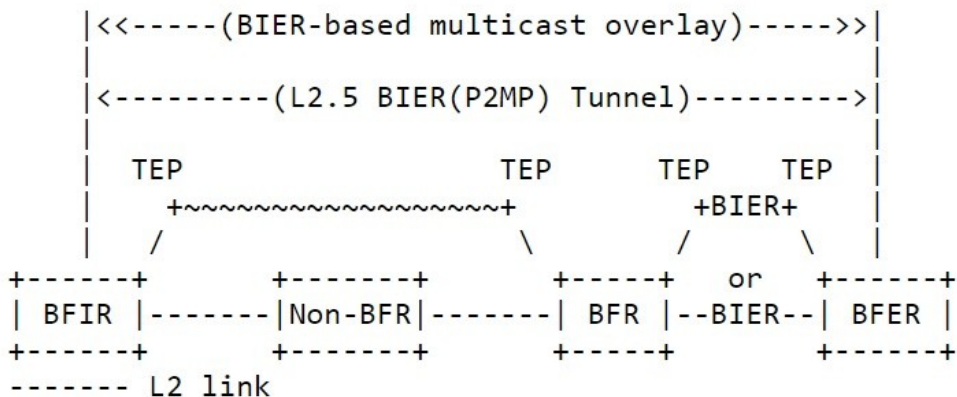 |<<-----(BIER-based multicast overlay)----->>|
|<---------(L2.5 BIER(P2MP) Tunnel)--------->|
TEP TEP TEP TEP
+~~~~~~~~~~~~~~~~~~+ +BIER+
/ \ / \
+------+ +-------+ +-----+ or +------+
| BFIR |-------|Non-BFR|-------| BFR |--BIER--| BFER |
+------+ +-------+ +-----+ +------+
------- L2 link